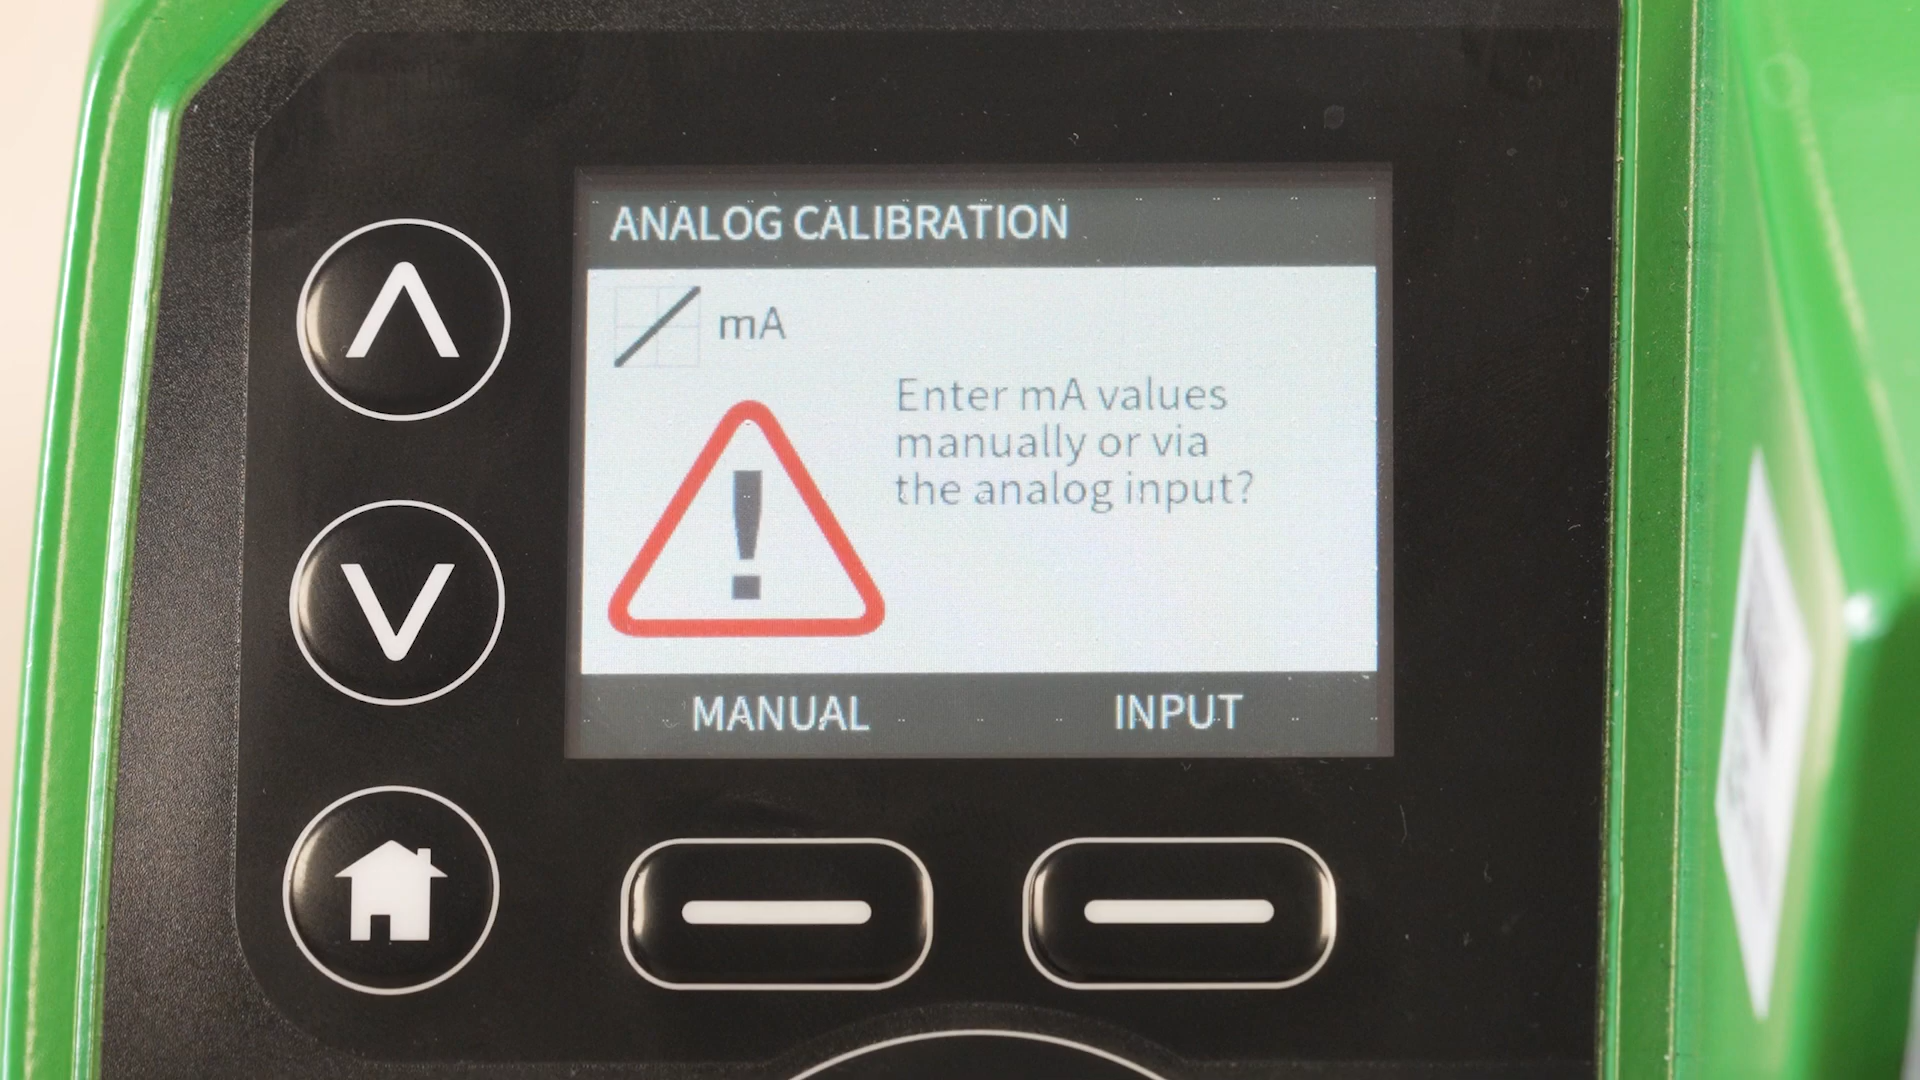 ANALOG CALIBRATION
mA
Enter mA values
manually or via
the analog input?
MANUAL INPUT